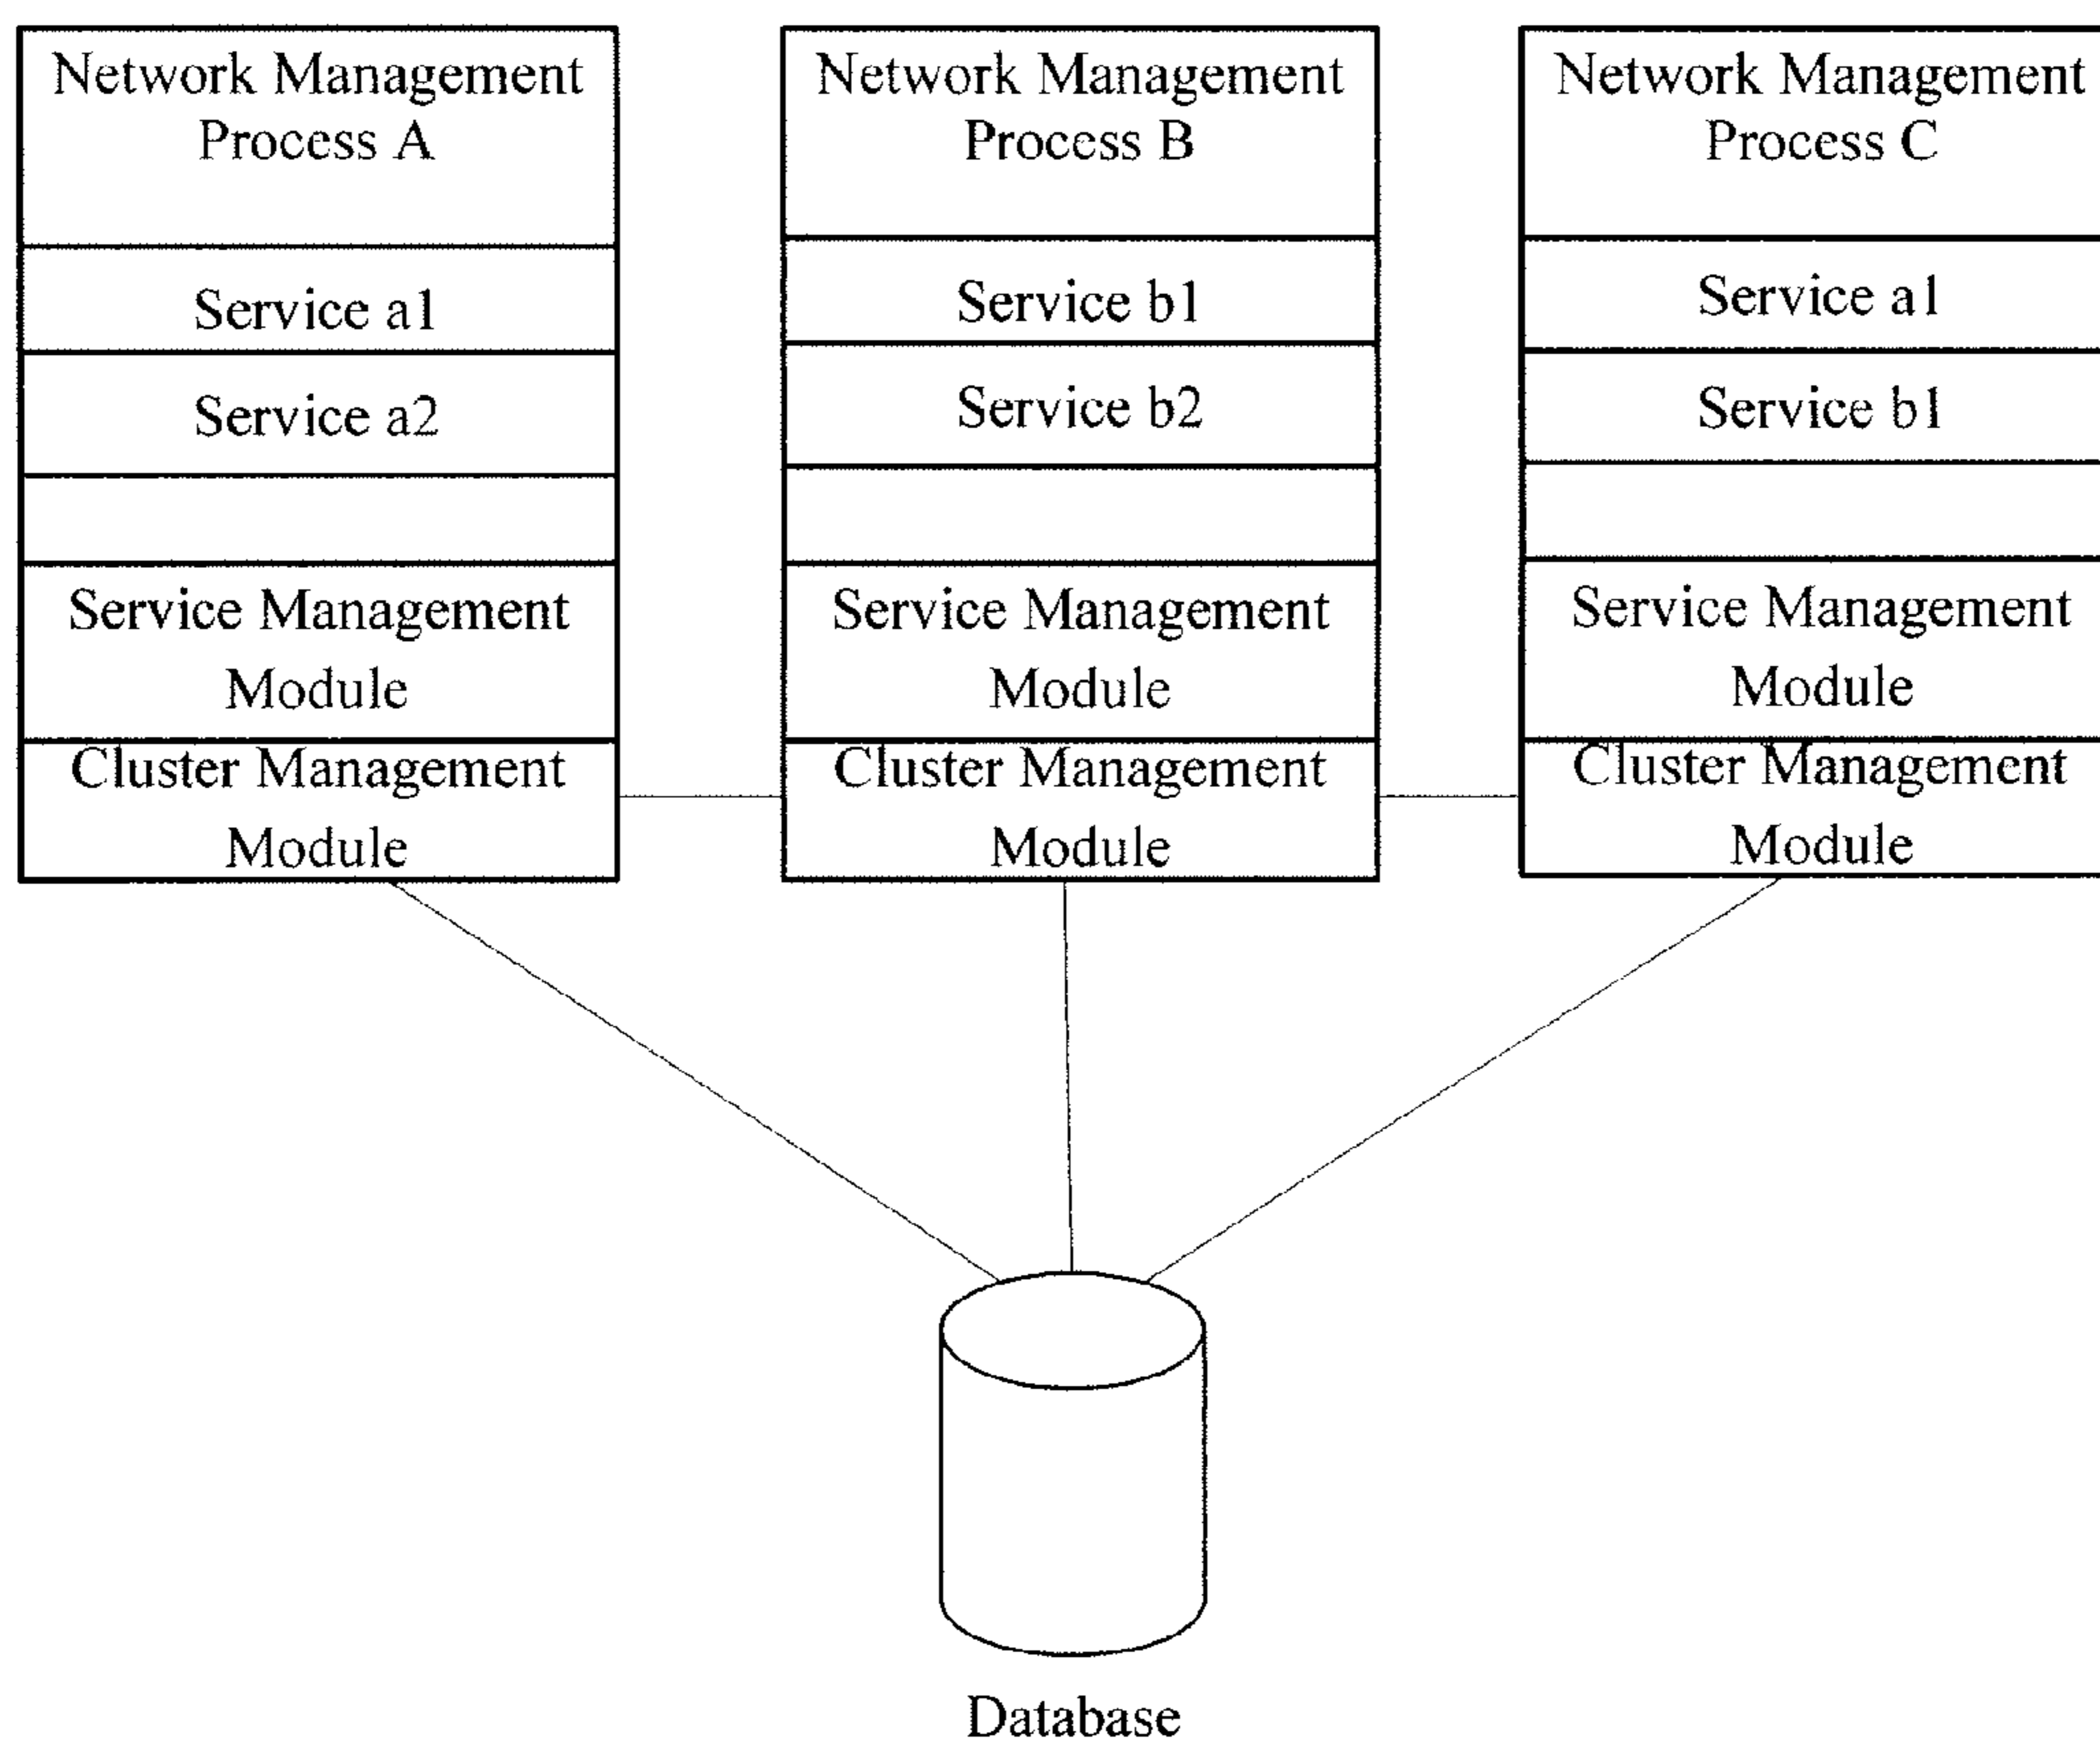 Network Management
Process A
Service a1
Service a2
Service Management
Module
Cluster Management
Module
Network Management
Process B
Service b1
Service b2
Service Management
Module
Cluster Management
Module
Network Management
Process C
Service a1
Service b1
Service Management
Module
Cluster Management
Module
Database